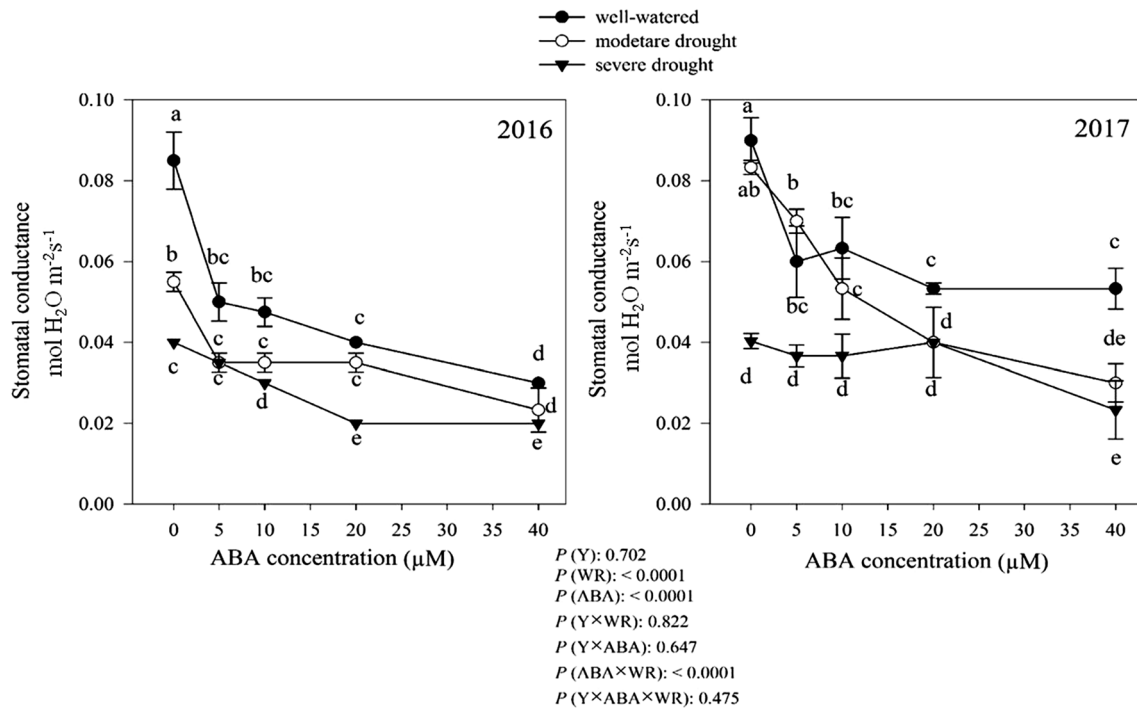 well-watered
modetare drought
severe drought
2016
Stomatal conductance
mol H₂O m⁻²s⁻¹
0.10
0.08
0.06
0.04
0.02
0.00
a
b
bc
bc
c
d
c
c
c
c
c
c
d
d
e
e
0 5 10 15 20 25 30 35 40
ABA concentration (µM)
2017
Stomatal conductance
mol H₂O m⁻²s⁻¹
0.10
0.08
0.06
0.04
0.02
0.00
a
ab
b
bc
c
c
bc
c
d
de
d
d
d
d
e
0 5 10 15 20 25 30 35 40
ABA concentration (µM)
P (Y): 0.702
P (WR): < 0.0001
P (ABA): < 0.0001
P (Y×WR): 0.822
P (Y×ABA): 0.647
P (ABA×WR): < 0.0001
P (Y×ABA×WR): 0.475